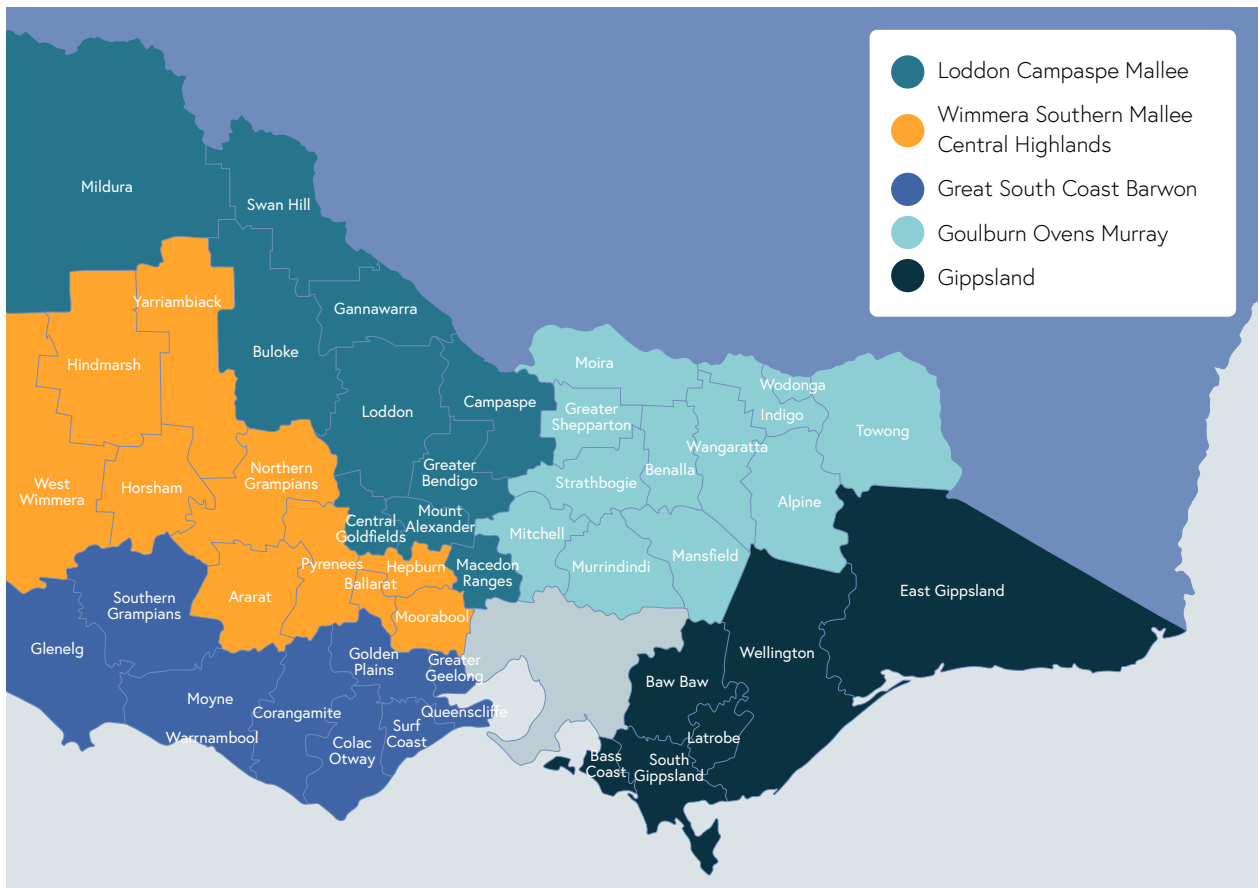 Loddon Campaspe Mallee
Wimmera Southern Mallee
Central Highlands
Great South Coast Barwon
Goulburn Ovens Murray
Gippsland
Mildura
Swan Hill
Yarriambiack
Gannawarra
Hindmarsh
Buloke
Loddon
Campaspe
Moira
Greater
Shepparton
Wodonga
Indigo
Towong
Wangaratta
West
Wimmera
Horsham
Northern
Grampians
Greater
Bendigo
Strathbogie
Benalla
Alpine
Central
Goldfields
Mount
Alexander
Mitchell
Mansfield
Murrindindi
Pyrenees
Hepburn
Ballarat
Macedon
Ranges
Ararat
Moorabool
East Gippsland
Southern
Grampians
Glenelg
Golden
Plains
Greater
Geelong
Wellington
Baw Baw
Moyne
Corangamite
Queenscliffe
Warrnambool
Surf
Coast
Colac
Otway
Latrobe
Bass
Coast
South
Gippsland